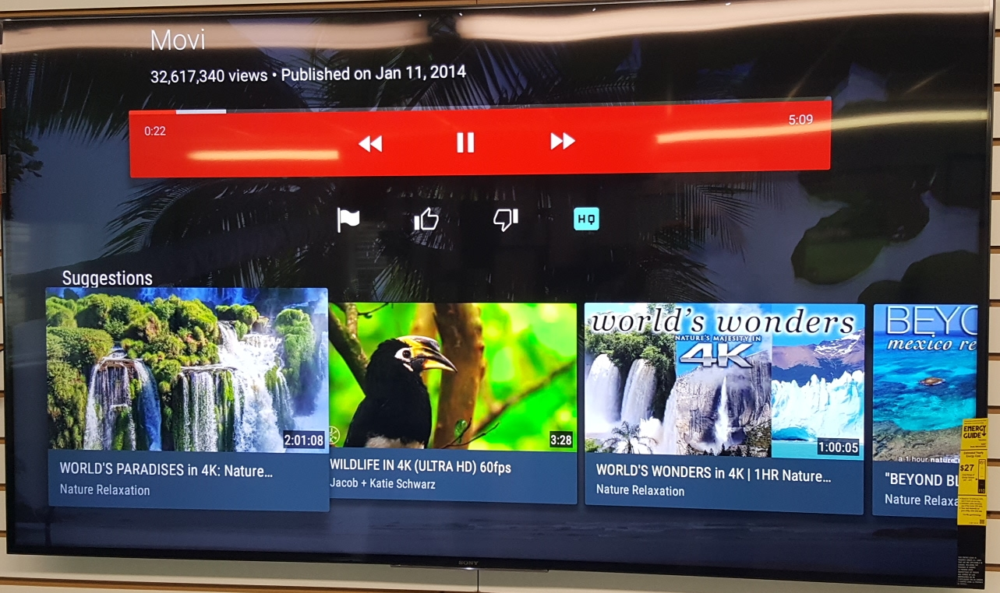 Movi
32,617,340 views • Published on Jan 11, 2014
0:22
5:09
HQ
Suggestions
2:01:08
WORLD'S PARADISES in 4K: Nature...
Nature Relaxation
3:28
WILDLIFE IN 4K (ULTRA HD) 60fps
Jacob + Katie Schwarz
world's wonders
NATURE'S MAJESTY IN
4K
1:00:05
WORLD'S WONDERS in 4K | 1HR Nature...
Nature Relaxation
BEYO
mexico re
a 1 hour nature
"BEYOND BL
Nature Relaxa
ENERGY
GUIDE
$27
SONY